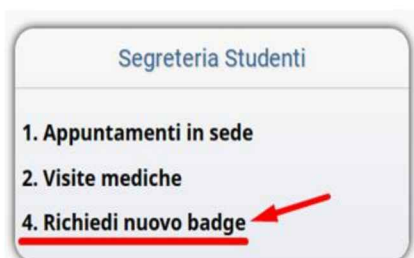 Segreteria Studenti
1. Appuntamenti in sede
2. Visite mediche
4. Richiedi nuovo badge